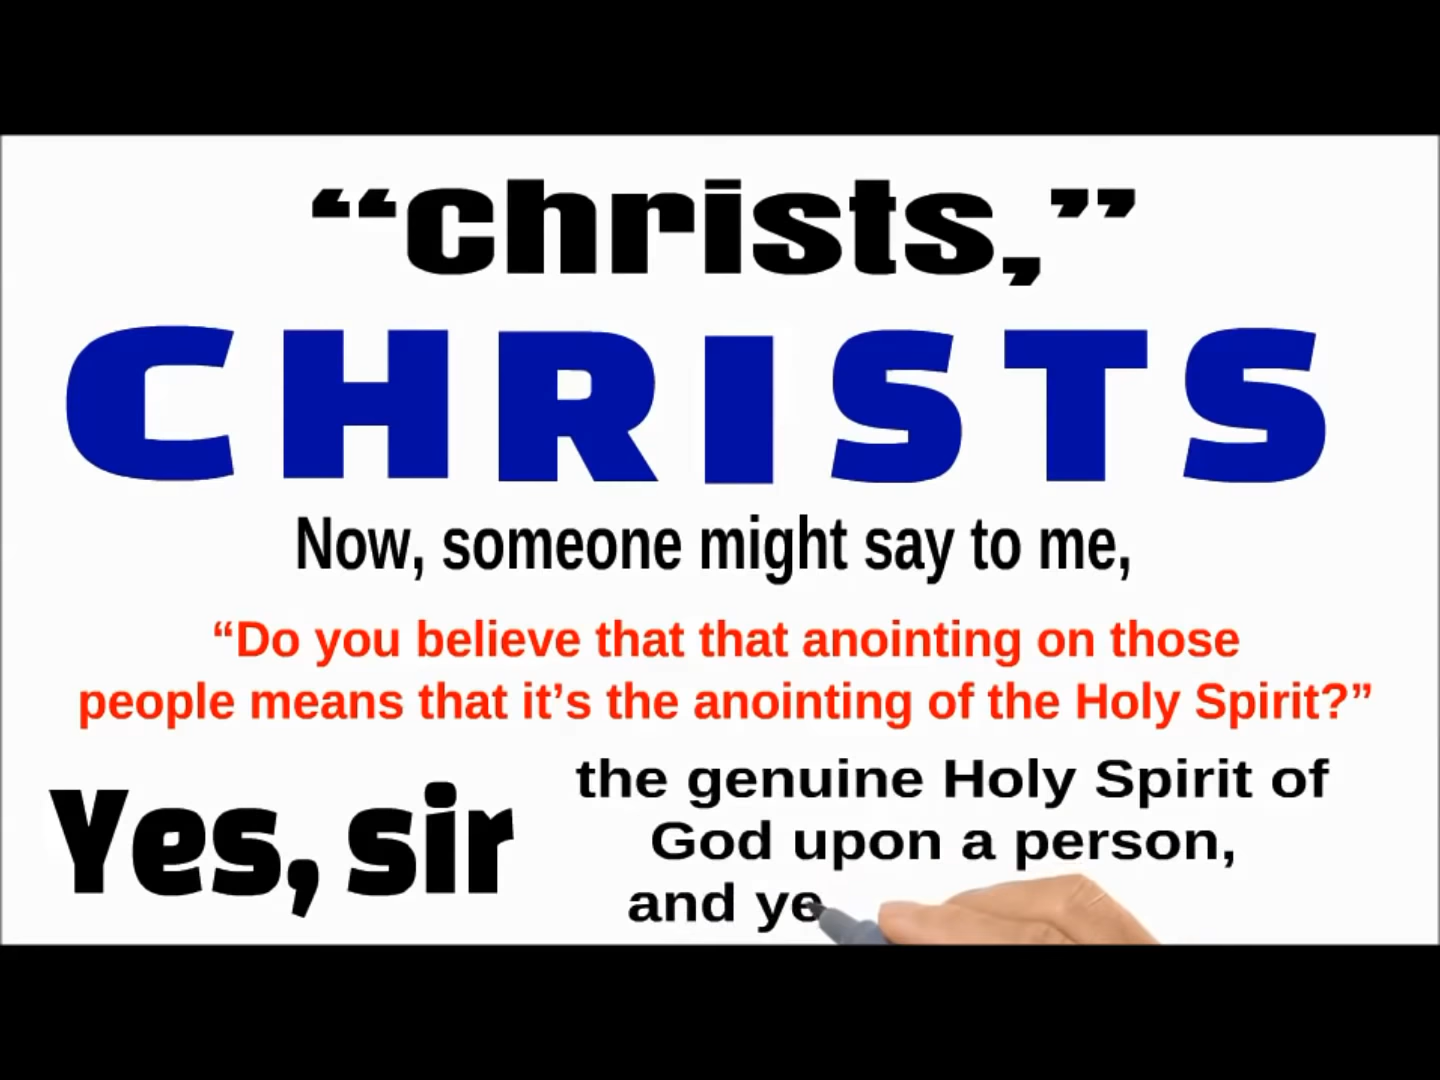 “christs,”
CHRISTS
Now, someone might say to me,
“Do you believe that that anointing on those
people means that it’s the anointing of the Holy Spirit?”
Yes, sir
the genuine Holy Spirit of
God upon a person,
and ye